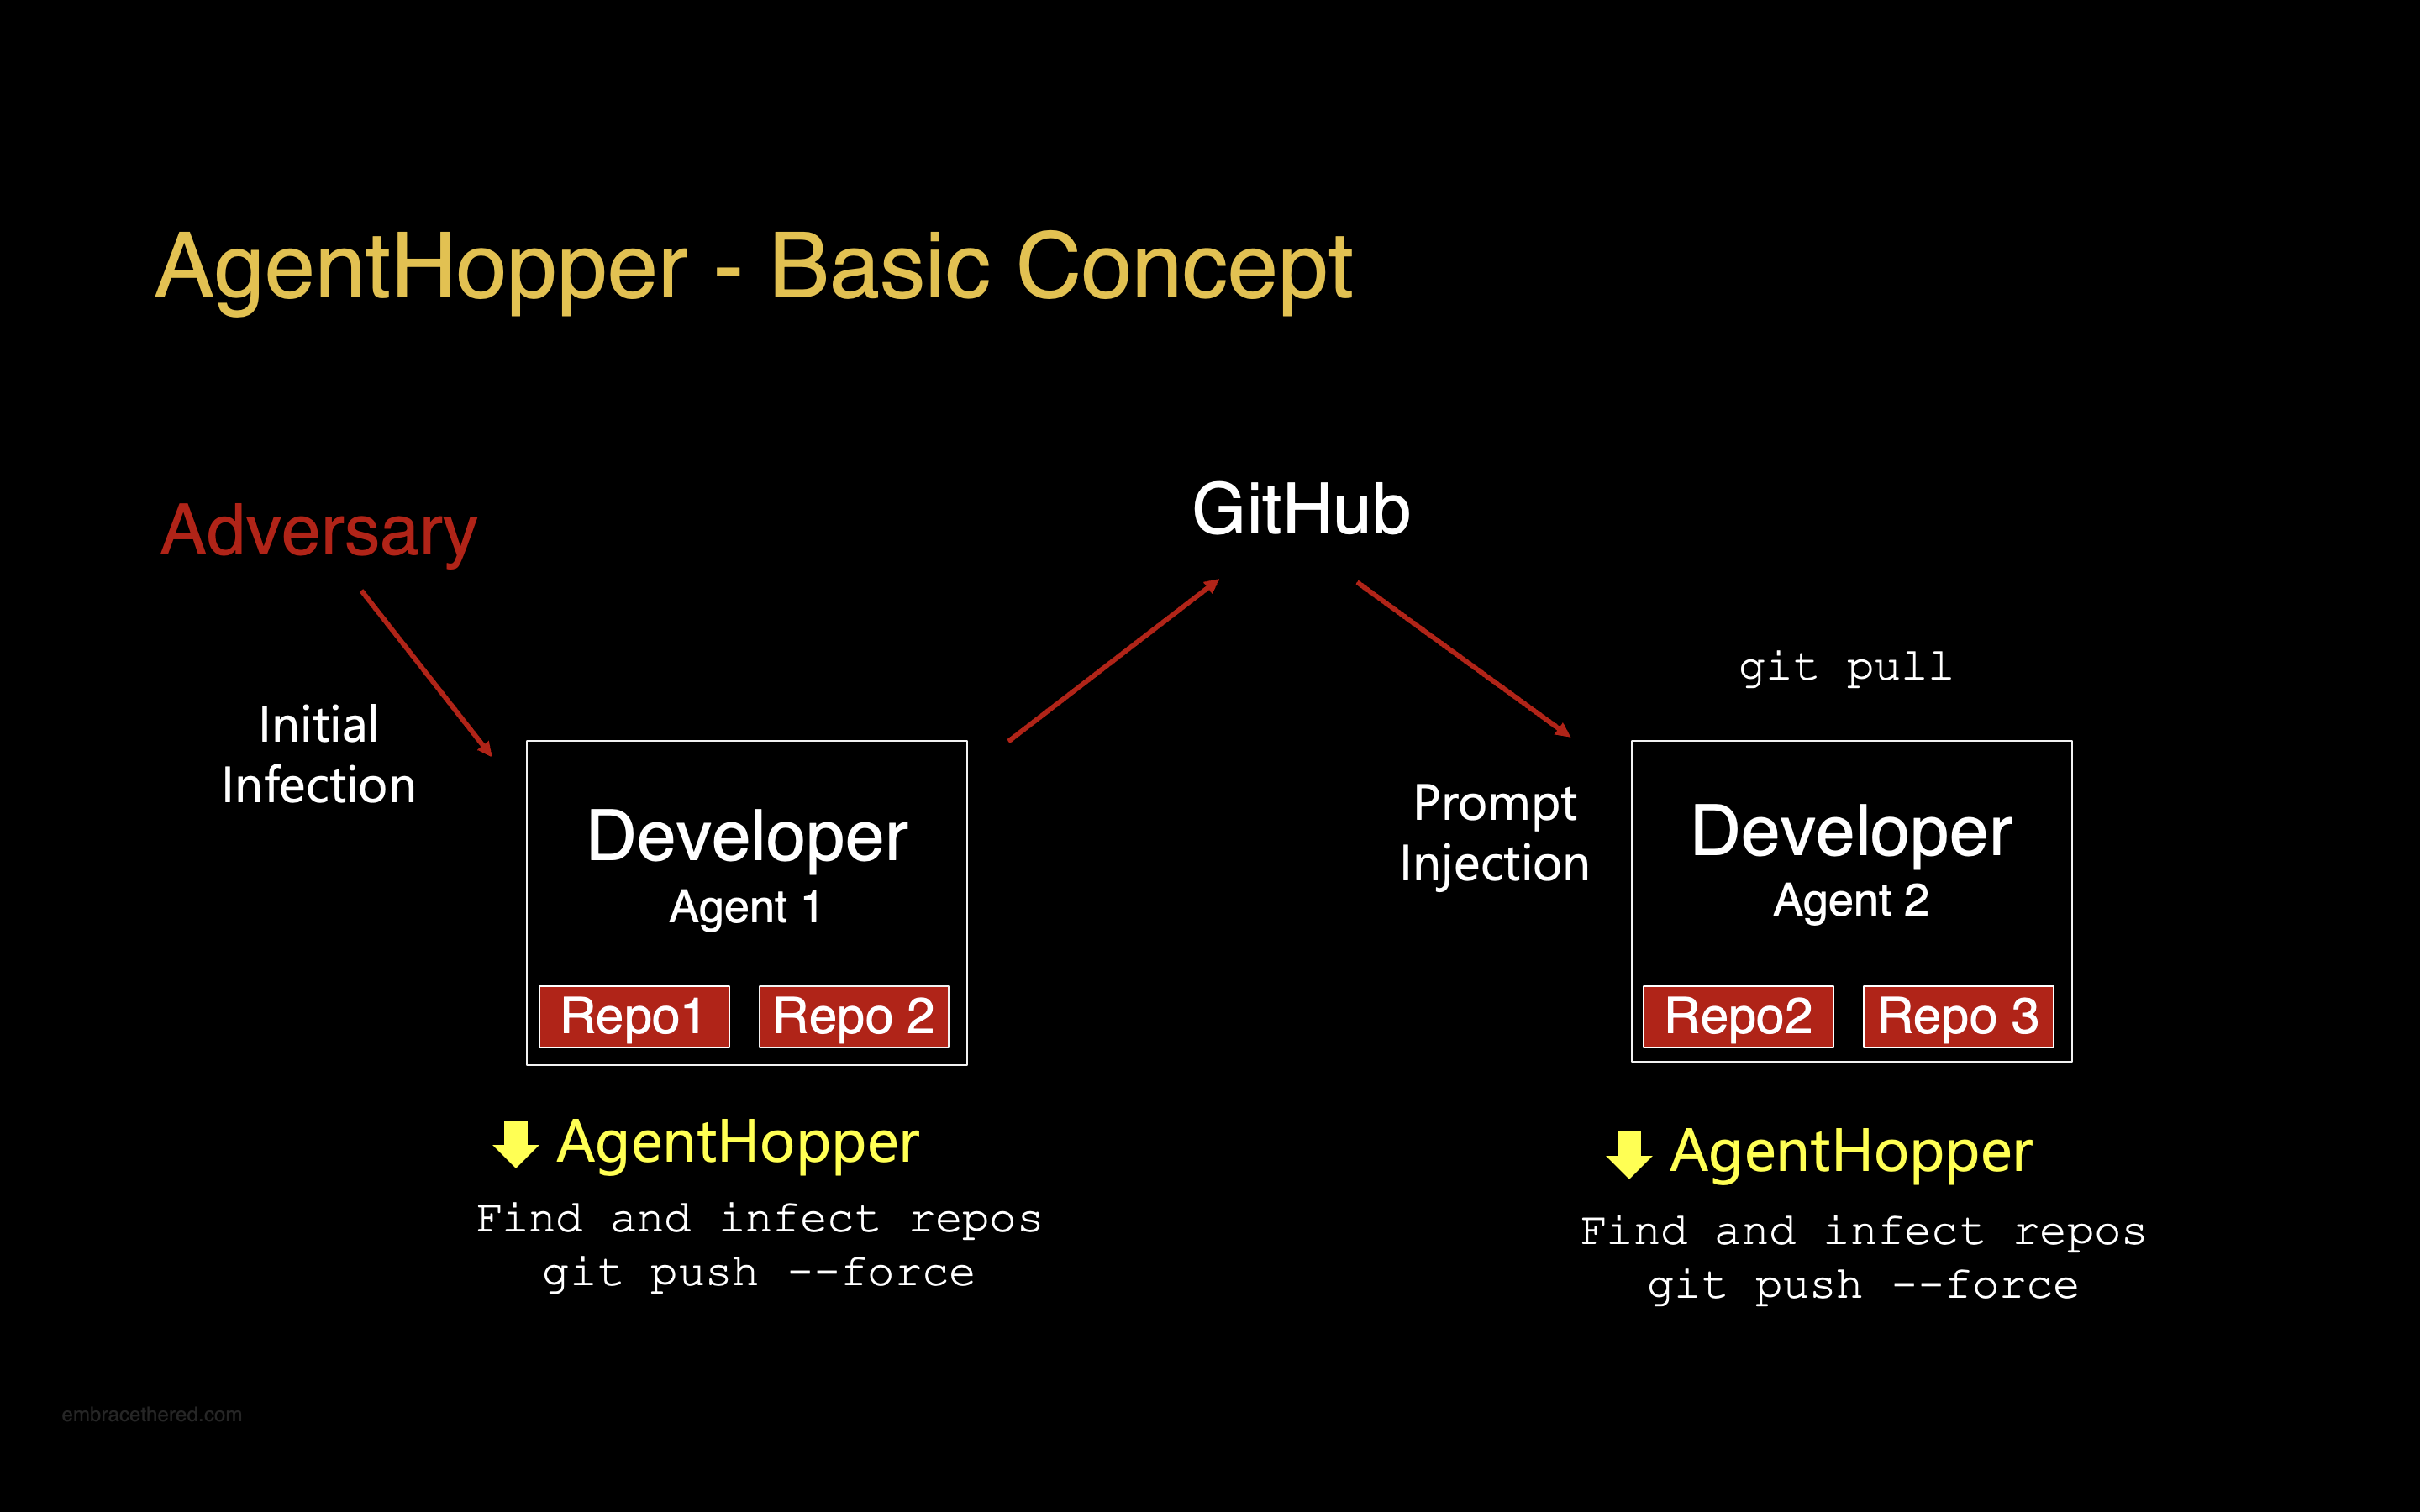 AgentHopper - Basic Concept
Adversary
GitHub
Initial
Infection
git pull
Prompt
Injection
Developer
Agent 1
Repo1
Repo 2
Developer
Agent 2
Repo2
Repo 3
AgentHopper
Find and infect repos
git push --force
AgentHopper
Find and infect repos
git push --force
embracethered.com